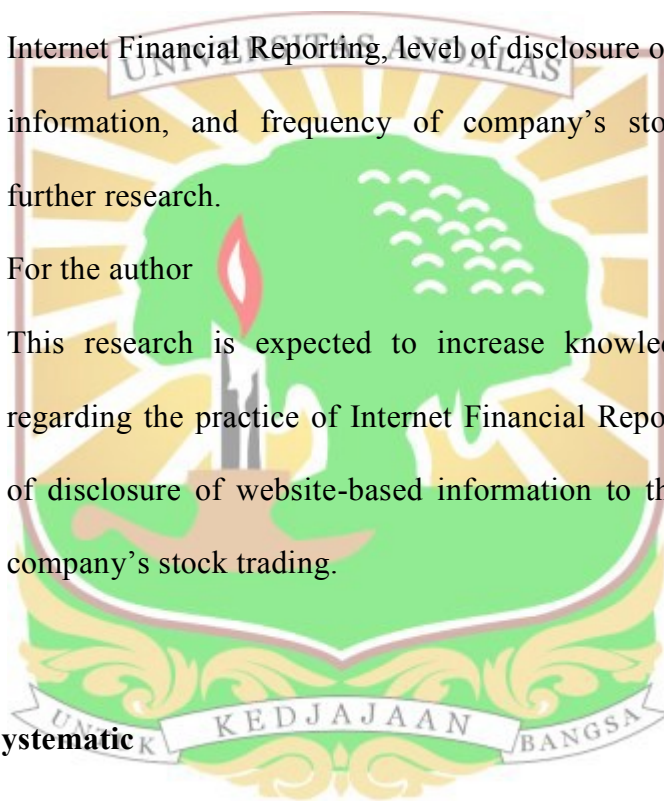 Internet Financial Reporting, level of disclosure o
UNIVERSITAS ANDALAS
information, and frequency of company's sto
further research.
For the author
This research is expected to increase knowled
regarding the practice of Internet Financial Repo
of disclosure of website-based information to th
company's stock trading.
UNTUK KEDJAJAAN BANGSA
ystematic